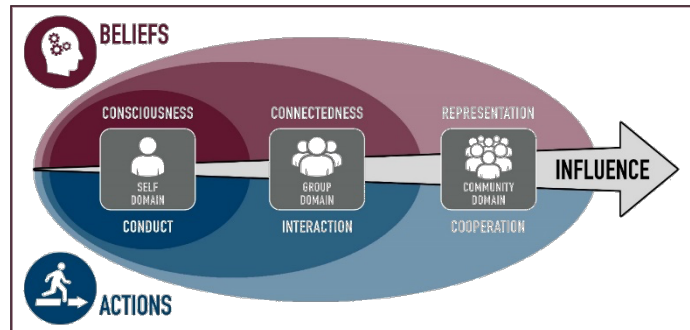 BELIEFS
CONSCIOUSNESS
CONNECTEDNESS
REPRESENTATION
SELF
DOMAIN
GROUP
DOMAIN
COMMUNITY
DOMAIN
INFLUENCE
CONDUCT
INTERACTION
COOPERATION
ACTIONS